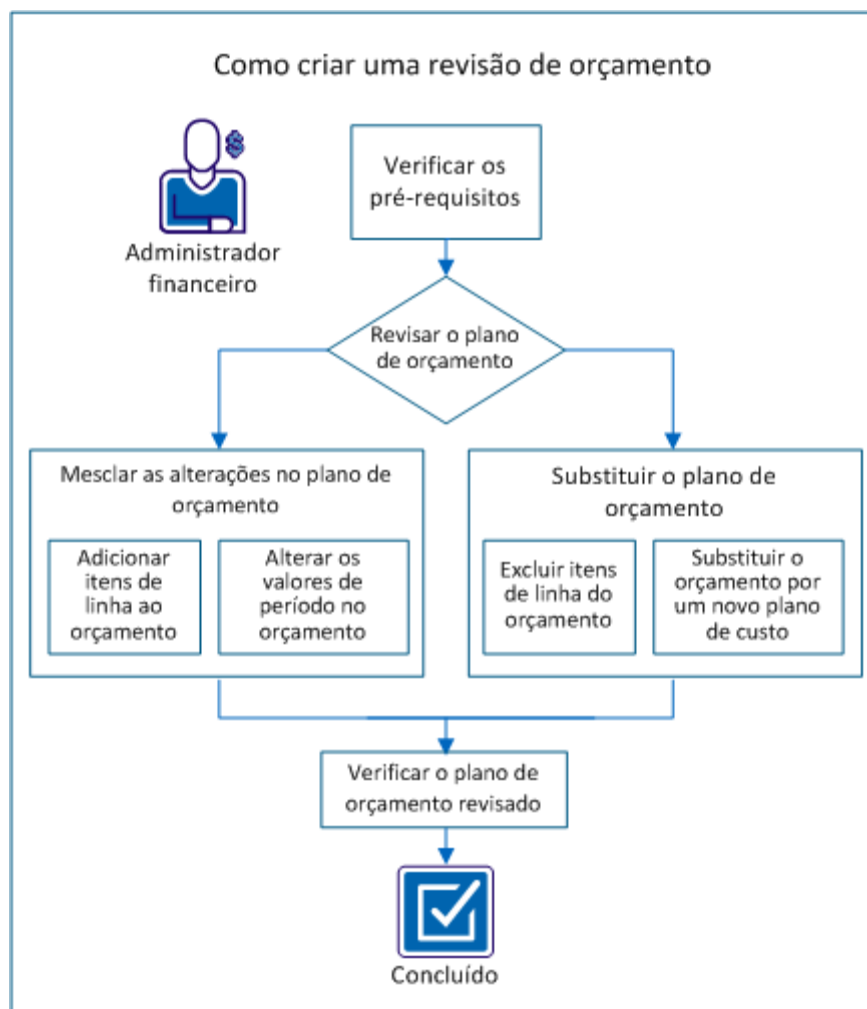 Como criar uma revisão de orçamento
Administrador
financeiro
Verificar os
pré-requisitos
Revisar o plano
de orçamento
Mesclar as alterações no plano de
orçamento
Adicionar
itens de
linha ao
orçamento
Alterar os
valores de
período no
orçamento
Substituir o plano de
orçamento
Excluir itens
de linha do
orçamento
Substituir o
orçamento por
um novo plano
de custo
Verificar o plano de
orçamento revisado
Concluído